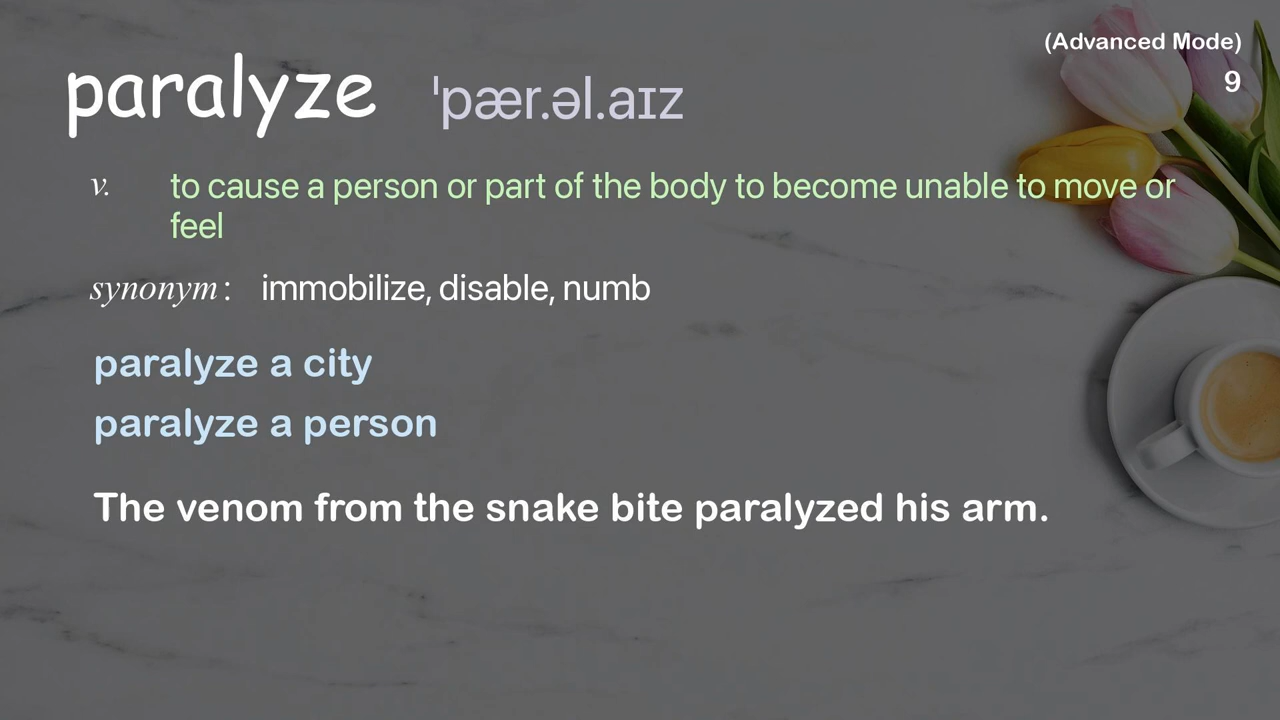 (Advanced Mode)
9
paralyze ˈpær.əl.aɪz
v. to cause a person or part of the body to become unable to move or
feel
synonym: immobilize, disable, numb
paralyze a city
paralyze a person
The venom from the snake bite paralyzed his arm.